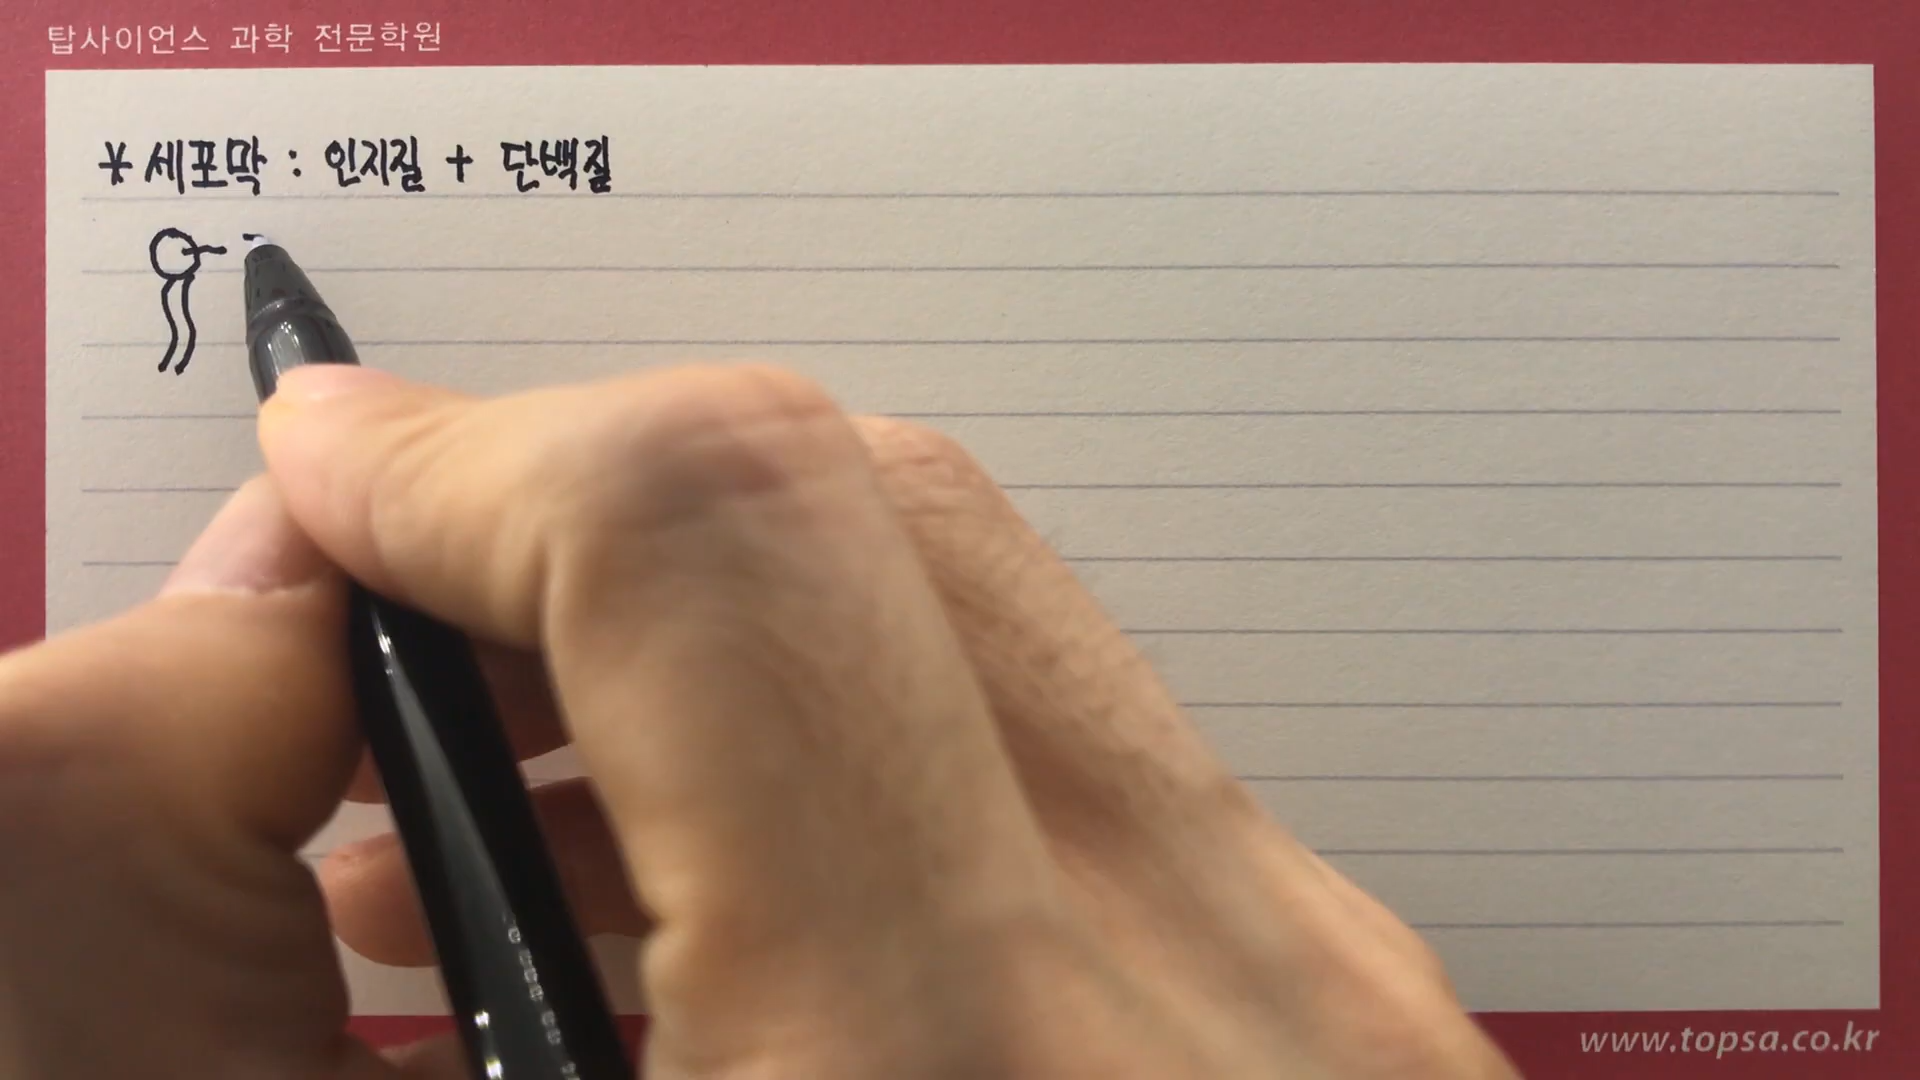 탑사이언스 과학 전문학원
* 세포막 : 인지질 + 단백질
www.topsa.co.kr